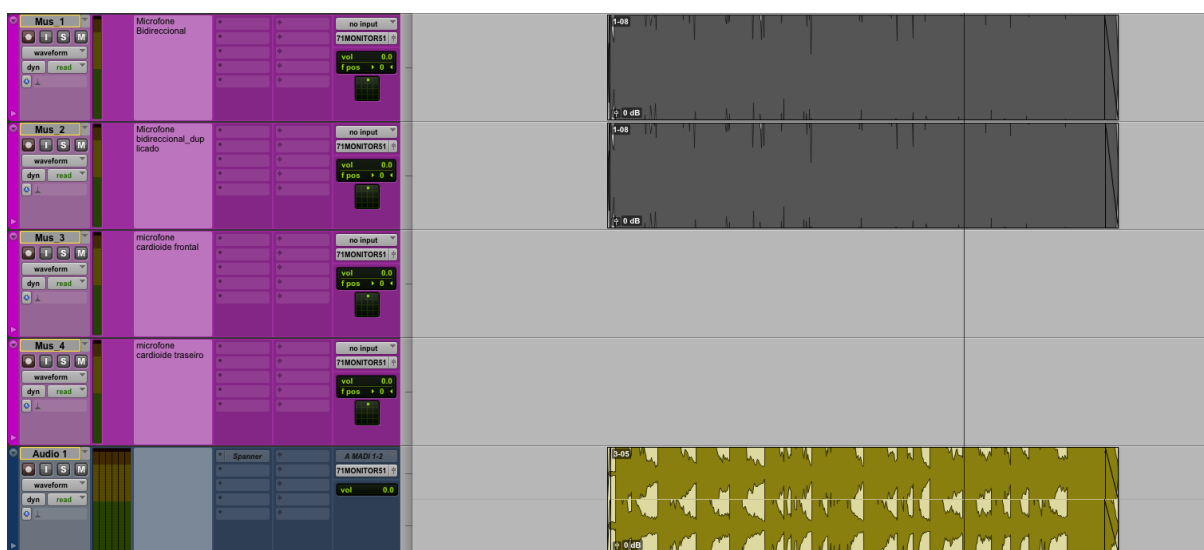 Mus_1
I S M
waveform
dyn read
Microfone
Bidireccional
no input
71MONITOR51
vol 0.0
f pos 0
1-08
0 dB
Mus_2
I S M
waveform
dyn read
Microfone
bidireccional_dup
licado
no input
71MONITOR51
vol 0.0
f pos 0
1-08
0 dB
Mus_3
I S M
waveform
dyn read
microfone
cardioide frontal
no input
71MONITOR51
vol 0.0
f pos 0
Mus_4
I S M
waveform
dyn read
microfone
cardioide traseiro
no input
71MONITOR51
vol 0.0
f pos 0
Audio 1
I S M
waveform
dyn read
Spanner
A MADI 1-2
71MONITOR51
vol 0.0
3-05
0 dB